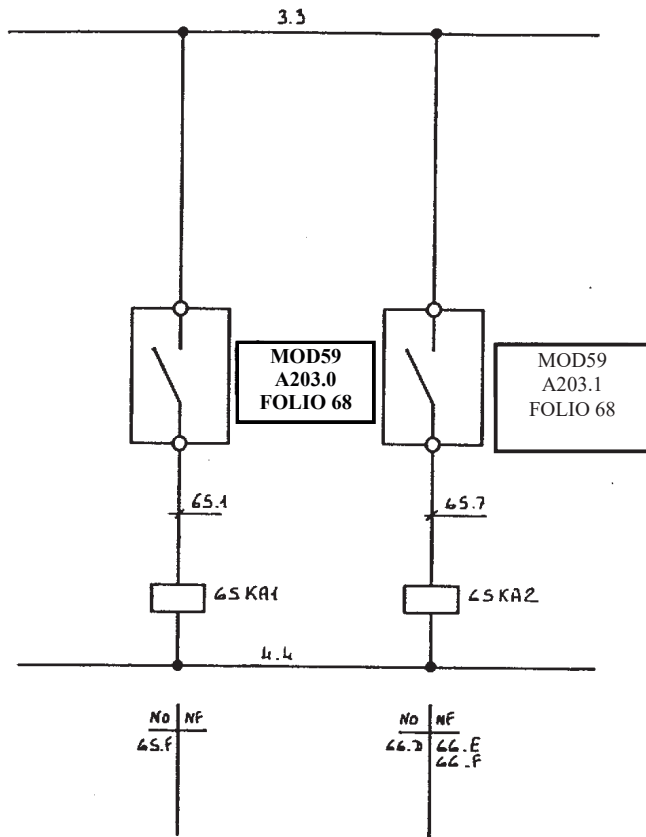 3.3
MOD59
A203.0
FOLIO 68
MOD59
A203.1
FOLIO 68
65.1
65.7
65KA1
65KA2
4.4
NO NF
65.F
NO NF
66.D 66.E
66.F